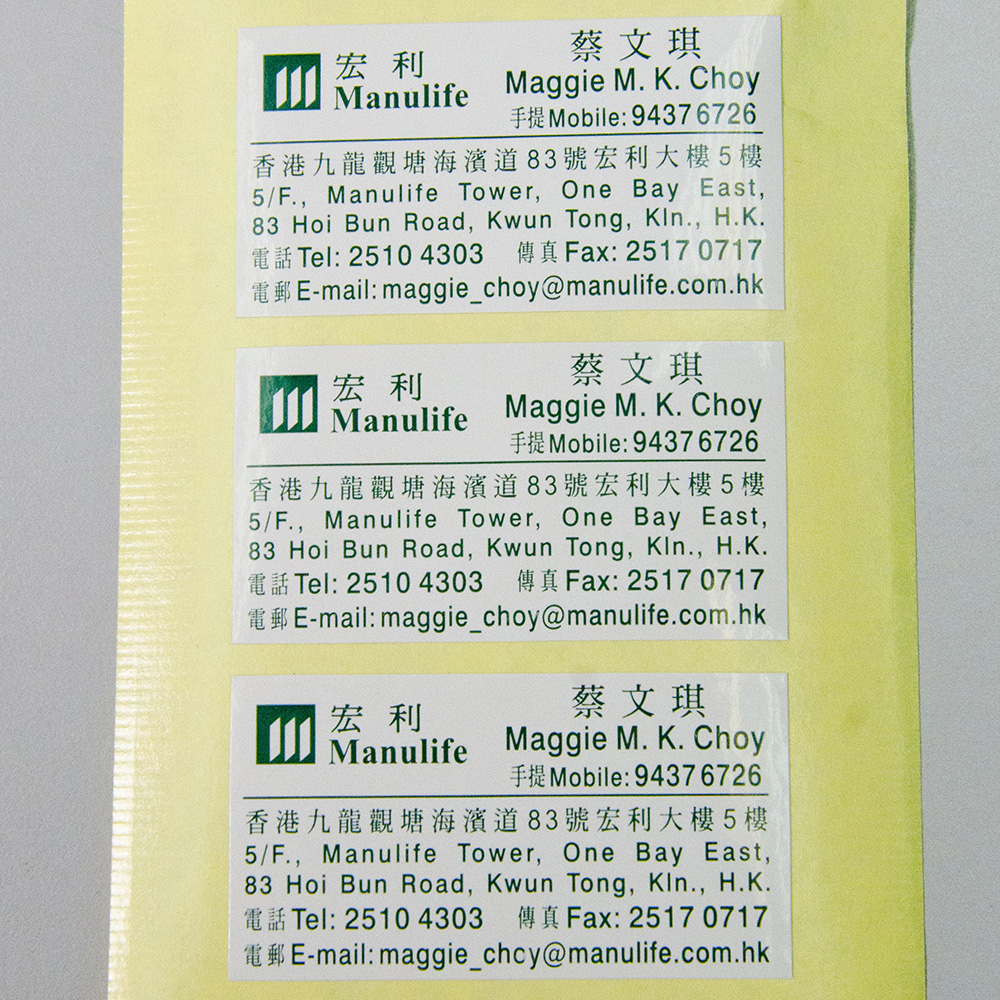 宏利
Manulife
蔡文琪
Maggie M. K. Choy
手提Mobile: 9437 6726
香港九龍觀塘海濱道83號宏利大樓5樓
5/F., Manulife Tower, One Bay East,
83 Hoi Bun Road, Kwun Tong, Kln., H.K.
電話Tel: 2510 4303 傳真Fax: 2517 0717
電郵E-mail: maggie_choy@manulife.com.hk
宏利
Manulife
蔡文琪
Maggie M. K. Choy
手提Mobile: 9437 6726
香港九龍觀塘海濱道83號宏利大樓5樓
5/F., Manulife Tower, One Bay East,
83 Hoi Bun Road, Kwun Tong, Kln., H.K.
電話Tel: 2510 4303 傳真Fax: 2517 0717
電郵E-mail: maggie_choy@manulife.com.hk
宏利
Manulife
蔡文琪
Maggie M. K. Choy
手提Mobile: 9437 6726
香港九龍觀塘海濱道83號宏利大樓5樓
5/F., Manulife Tower, One Bay East,
83 Hoi Bun Road, Kwun Tong, Kln., H.K.
電話Tel: 2510 4303 傳真Fax: 2517 0717
電郵E-mail: maggie_choy@manulife.com.hk